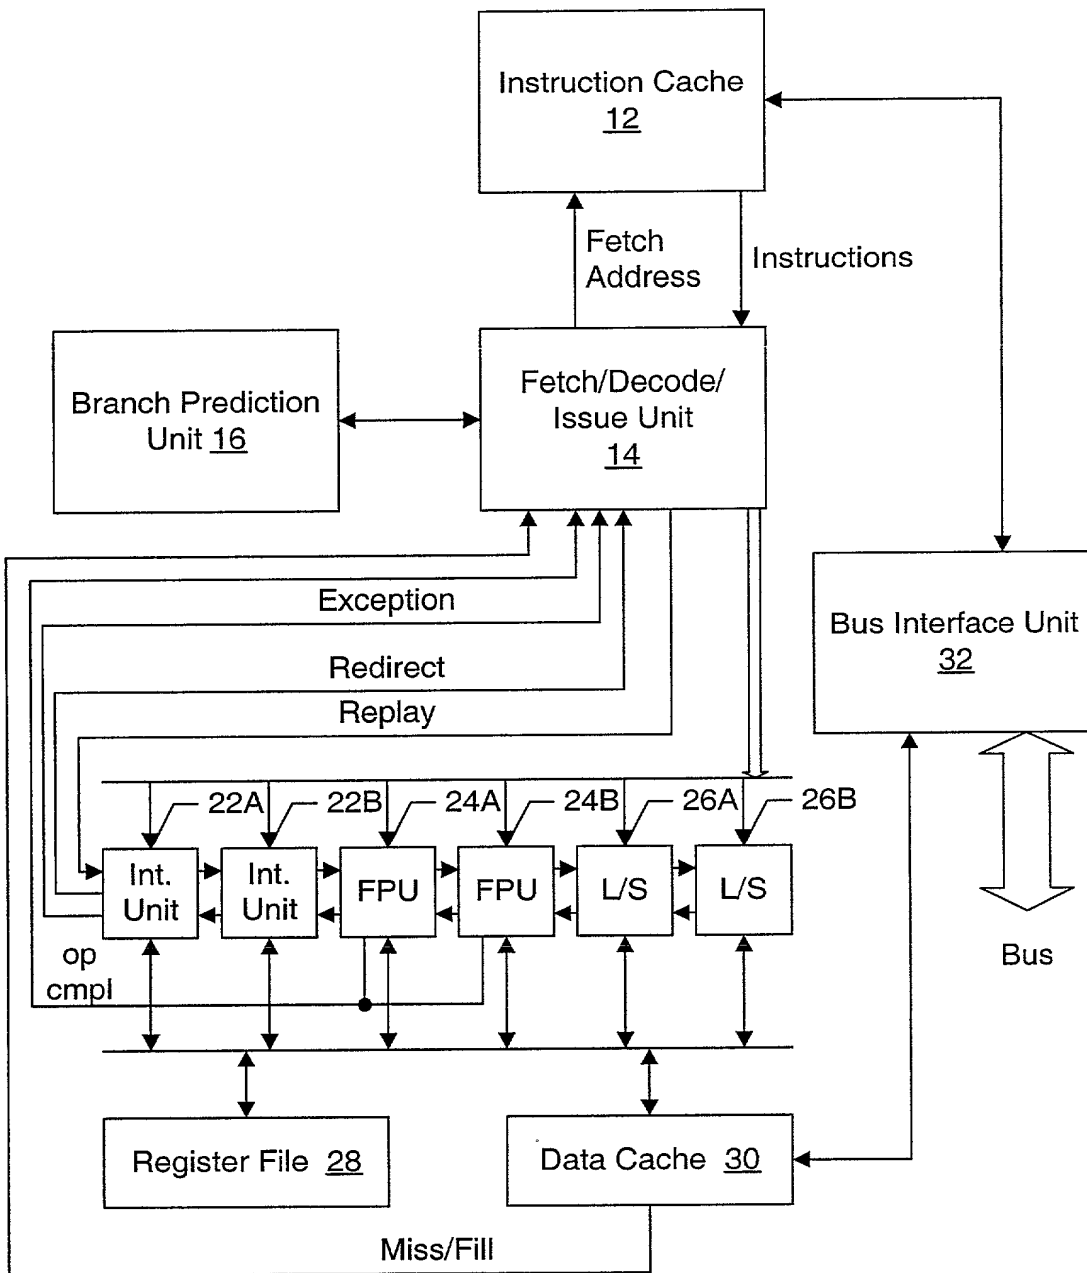 Instruction Cache
12
Fetch
Address
Instructions
Branch Prediction
Unit 16
Fetch/Decode/
Issue Unit
14
Exception
Redirect
Replay
Bus Interface Unit
32
22A
22B
24A
24B
26A
26B
Int.
Unit
Int.
Unit
FPU
FPU
L/S
L/S
op
cmpl
Bus
Register File 28
Data Cache 30
Miss/Fill